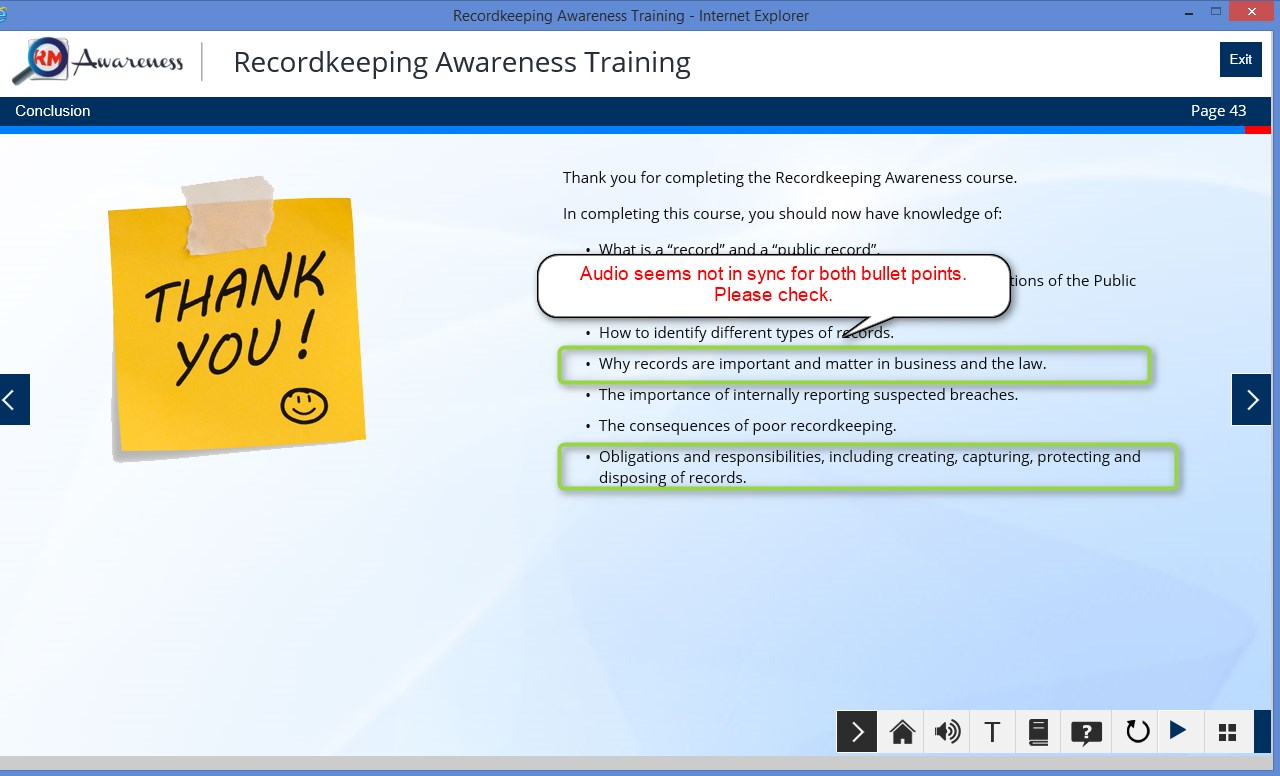 Recordkeeping Awareness Training - Internet Explorer
RM Awareness
Recordkeeping Awareness Training
Exit
Conclusion
Page 43
THANK
YOU!
Thank you for completing the Recordkeeping Awareness course.
In completing this course, you should now have knowledge of:
• What is a “record” and a “public record”.
Audio seems not in sync for both bullet points.
Please check.
of the Public
• How to identify different types of records.
• Why records are important and matter in business and the law.
• The importance of internally reporting suspected breaches.
• The consequences of poor recordkeeping.
• Obligations and responsibilities, including creating, capturing, protecting and
disposing of records.
T
?